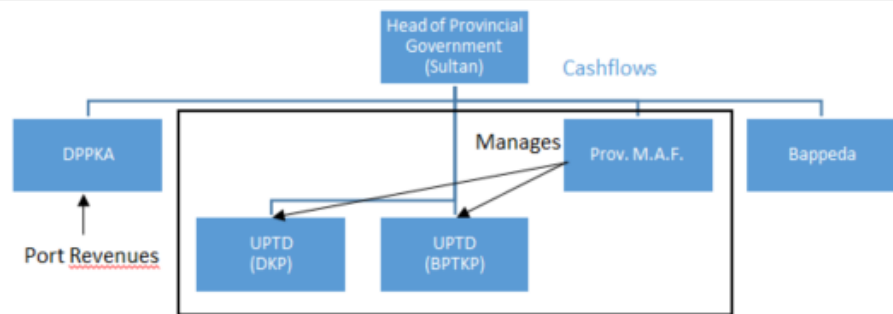 Head of Provincial
Government
(Sultan)
Cashflows
DPPKA
Manages
Prov. M.A.F.
Bappeda
UPTD
(DKP)
UPTD
(BPTKP)
Port Revenues